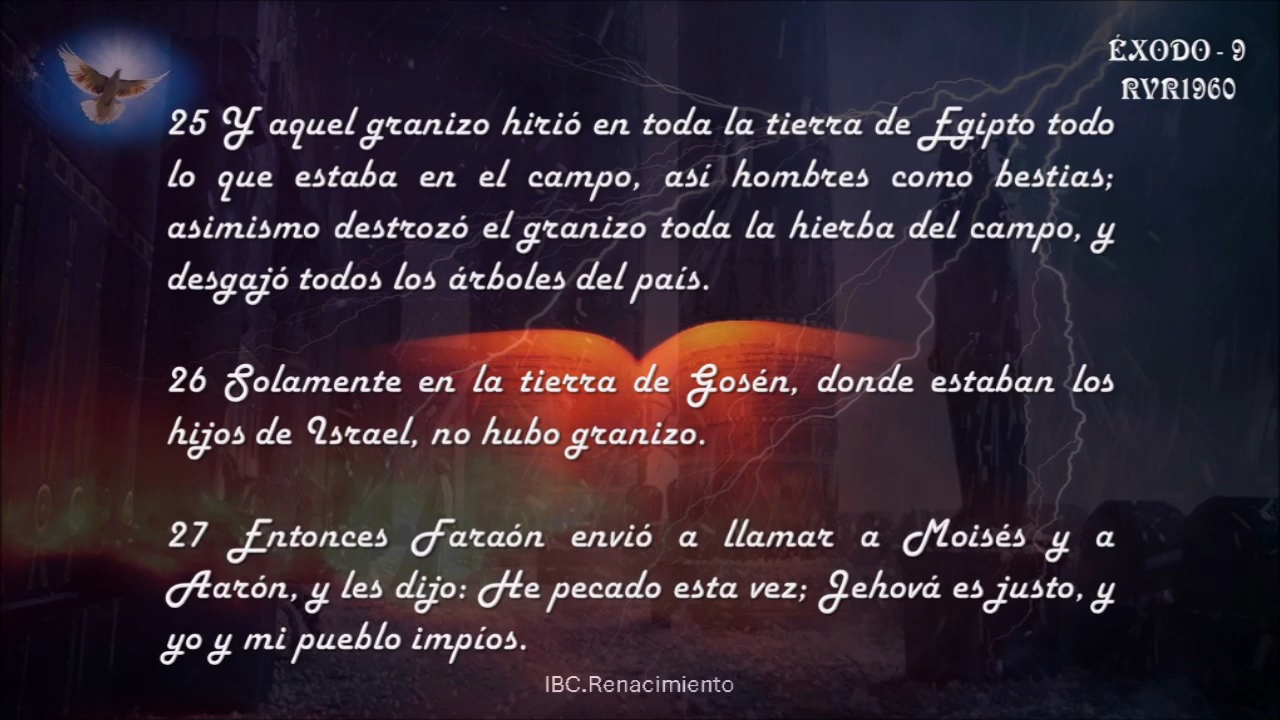 ÉXODO - 9
RVR1960
25 Y aquel granizo hirió en toda la tierra de Egipto todo
lo que estaba en el campo, así hombres como bestias;
asimismo destrozó el granizo toda la hierba del campo, y
desgajó todos los árboles del país.
26 Solamente en la tierra de Gosén, donde estaban los
hijos de Israel, no hubo granizo.
27 Entonces Faraón envió a llamar a Moisés y a
Aarón, y les dijo: He pecado esta vez; Jehová es justo, y
yo y mi pueblo impíos.
IBC.Renacimiento